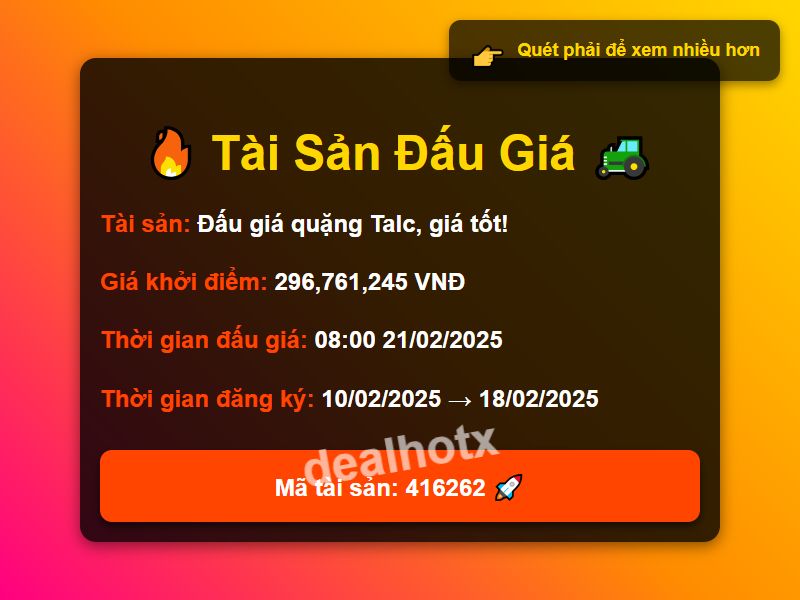 👉 Quét phải để xem nhiều hơn
🔥 Tài Sản Đấu Giá 🚜
Tài sản: Đấu giá quặng Talc, giá tốt!
Giá khởi điểm: 296,761,245 VNĐ
Thời gian đấu giá: 08:00 21/02/2025
Thời gian đăng ký: 10/02/2025 → 18/02/2025
dealhotx
Mã tài sản: 416262 🚀